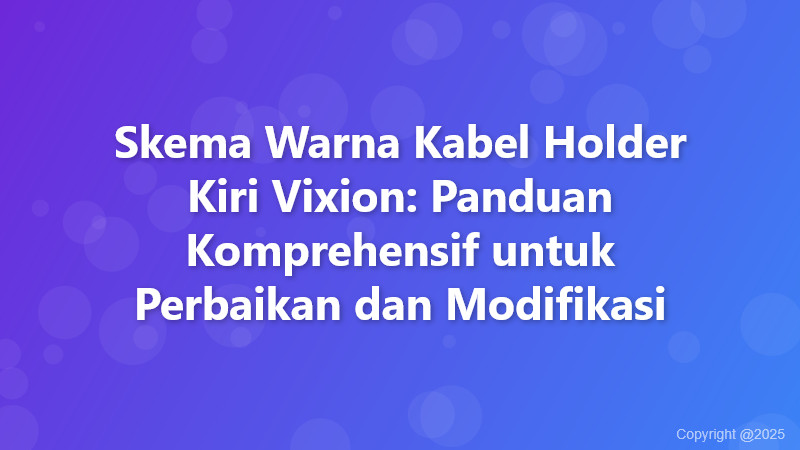 Skema Warna Kabel Holder
Kiri Vixion: Panduan
Komprehensif untuk
Perbaikan dan Modifikasi
Copyright @2025